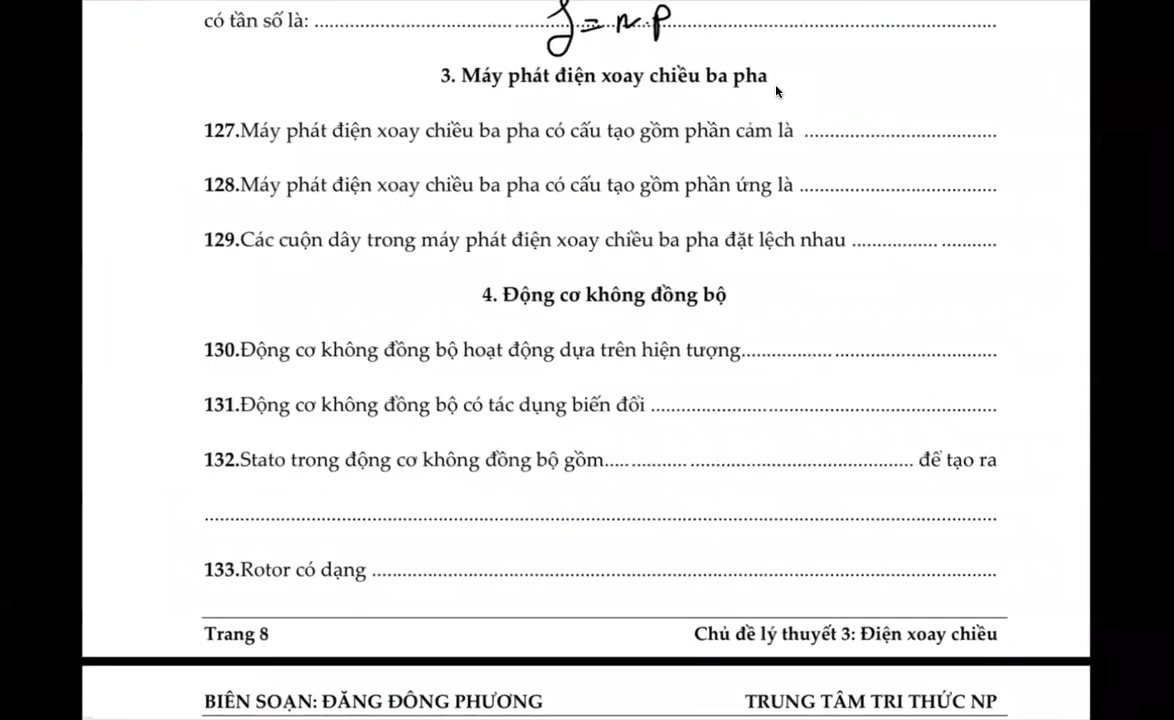 có tần số là: ........................................ f = n.p ........................................
3. Máy phát điện xoay chiều ba pha
127.Máy phát điện xoay chiều ba pha có cấu tạo gồm phần cảm là ........................................
128.Máy phát điện xoay chiều ba pha có cấu tạo gồm phần ứng là ........................................
129.Các cuộn dây trong máy phát điện xoay chiều ba pha đặt lệch nhau ................. ...........
4. Động cơ không đồng bộ
130.Động cơ không đồng bộ hoạt động dựa trên hiện tượng..................................................
131.Động cơ không đồng bộ có tác dụng biến đổi ....................................................................
132.Stato trong động cơ không đồng bộ gồm..... ........... ............................................ để tạo ra
................................................................................................................................
133.Rotor có dạng ................................................................................................................
Trang 8 Chủ đề lý thuyết 3: Điện xoay chiều
BIÊN SOẠN: ĐĂNG ĐÔNG PHƯƠNG TRUNG TÂM TRI THỨC NP